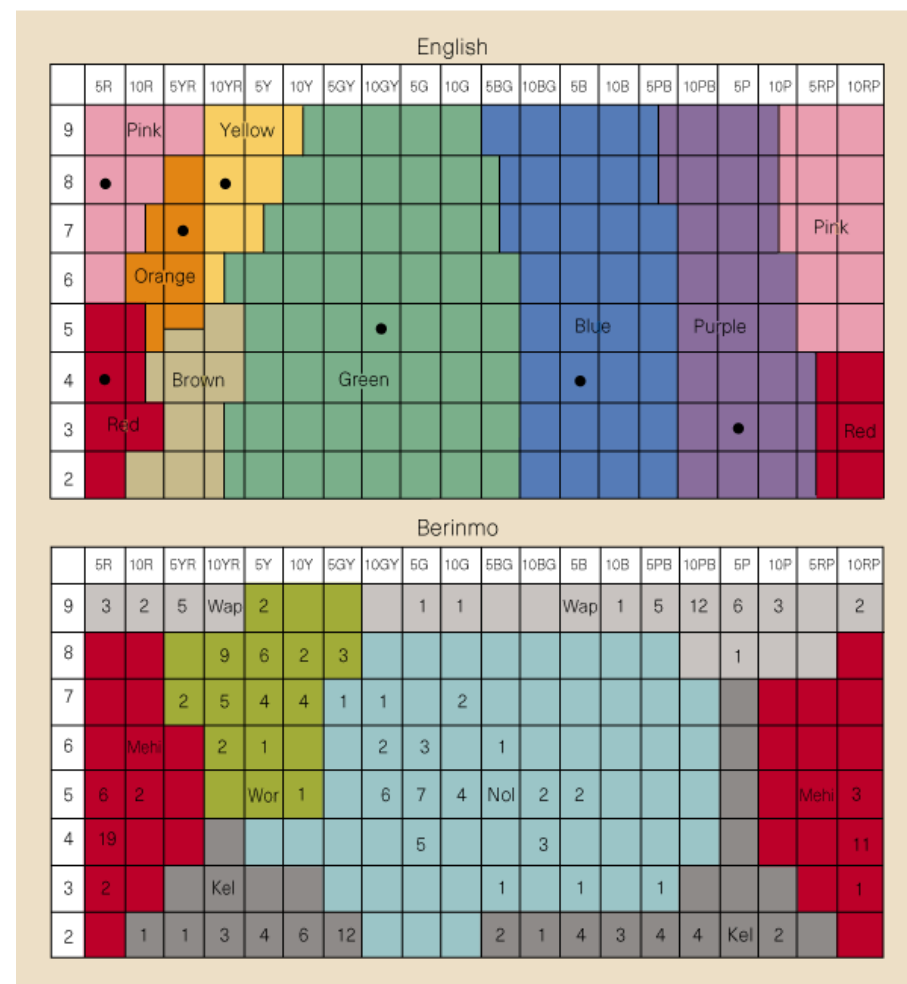 English
5R 10R 5YR 10YR 5Y 10Y 5GY 10GY 5G 10G 5BG 10BG 5B 10B 5PB 10PB 5P 10P 5RP 10RP
9 Pink Yellow
8
7 Pink
6 Orange
5 Blue Purple
4 Brown Green
3 Red Red
2
Berinmo
5R 10R 5YR 10YR 5Y 10Y 5GY 10GY 5G 10G 5BG 10BG 5B 10B 5PB 10PB 5P 10P 5RP 10RP
9 3 2 5 Wap 2 1 1 Wap 1 5 12 6 3 2
8 9 6 2 3 1
7 2 5 4 4 1 1 2
6 Mehi 2 1 2 3 1
5 6 2 Wor 1 6 7 4 Nol 2 2 Mehi 3
4 19 5 3 11
3 2 Kel 1 1 1 1
2 1 1 3 4 6 12 2 1 4 3 4 4 Kel 2